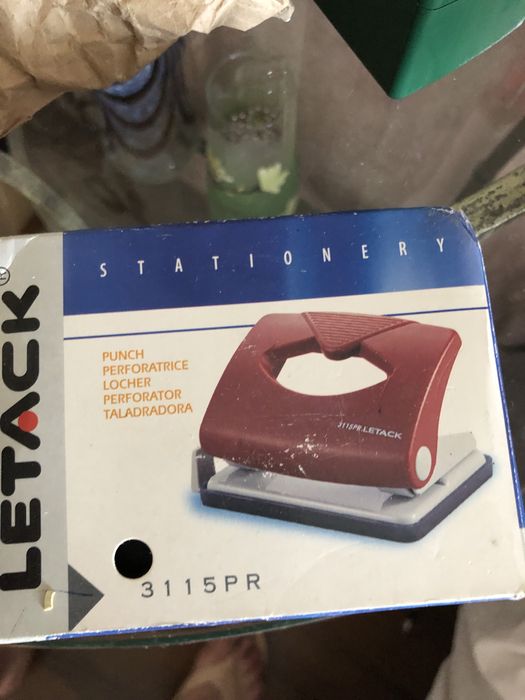 STATIONERY
LETACK®
PUNCH
PERFORATRICE
LOCHER
PERFORATOR
TALADRADORA
3115PR LETACK
3115PR